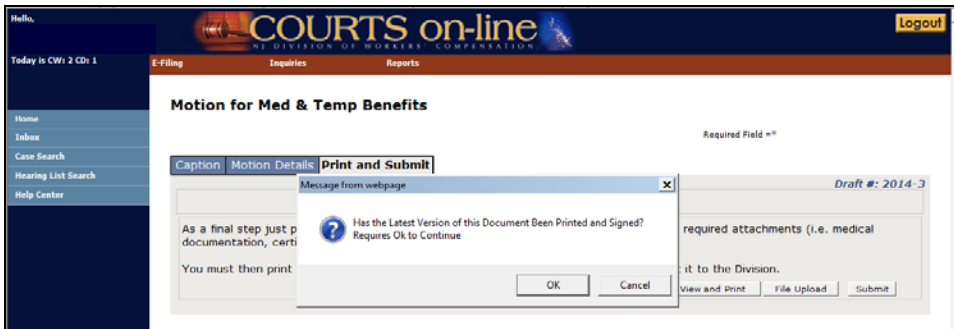 Hello,
COURTS on-line
NJ DIVISION OF WORKERS' COMPENSATION
Logout
Today is CW: 2 CD: 1
E-Filing Inquiries Reports
Motion for Med & Temp Benefits
Home
Required Field =*
Inbox
Case Search
Caption Motion Details Print and Submit
Hearing List Search
Message from webpage
Draft #: 2014-3
Help Center
Has the Latest Version of this Document Been Printed and Signed?
Requires Ok to Continue
As a final step just
required attachments (i.e. medical
documentation,
You must then print
it to the Division.
OK Cancel
View and Print File Upload Submit